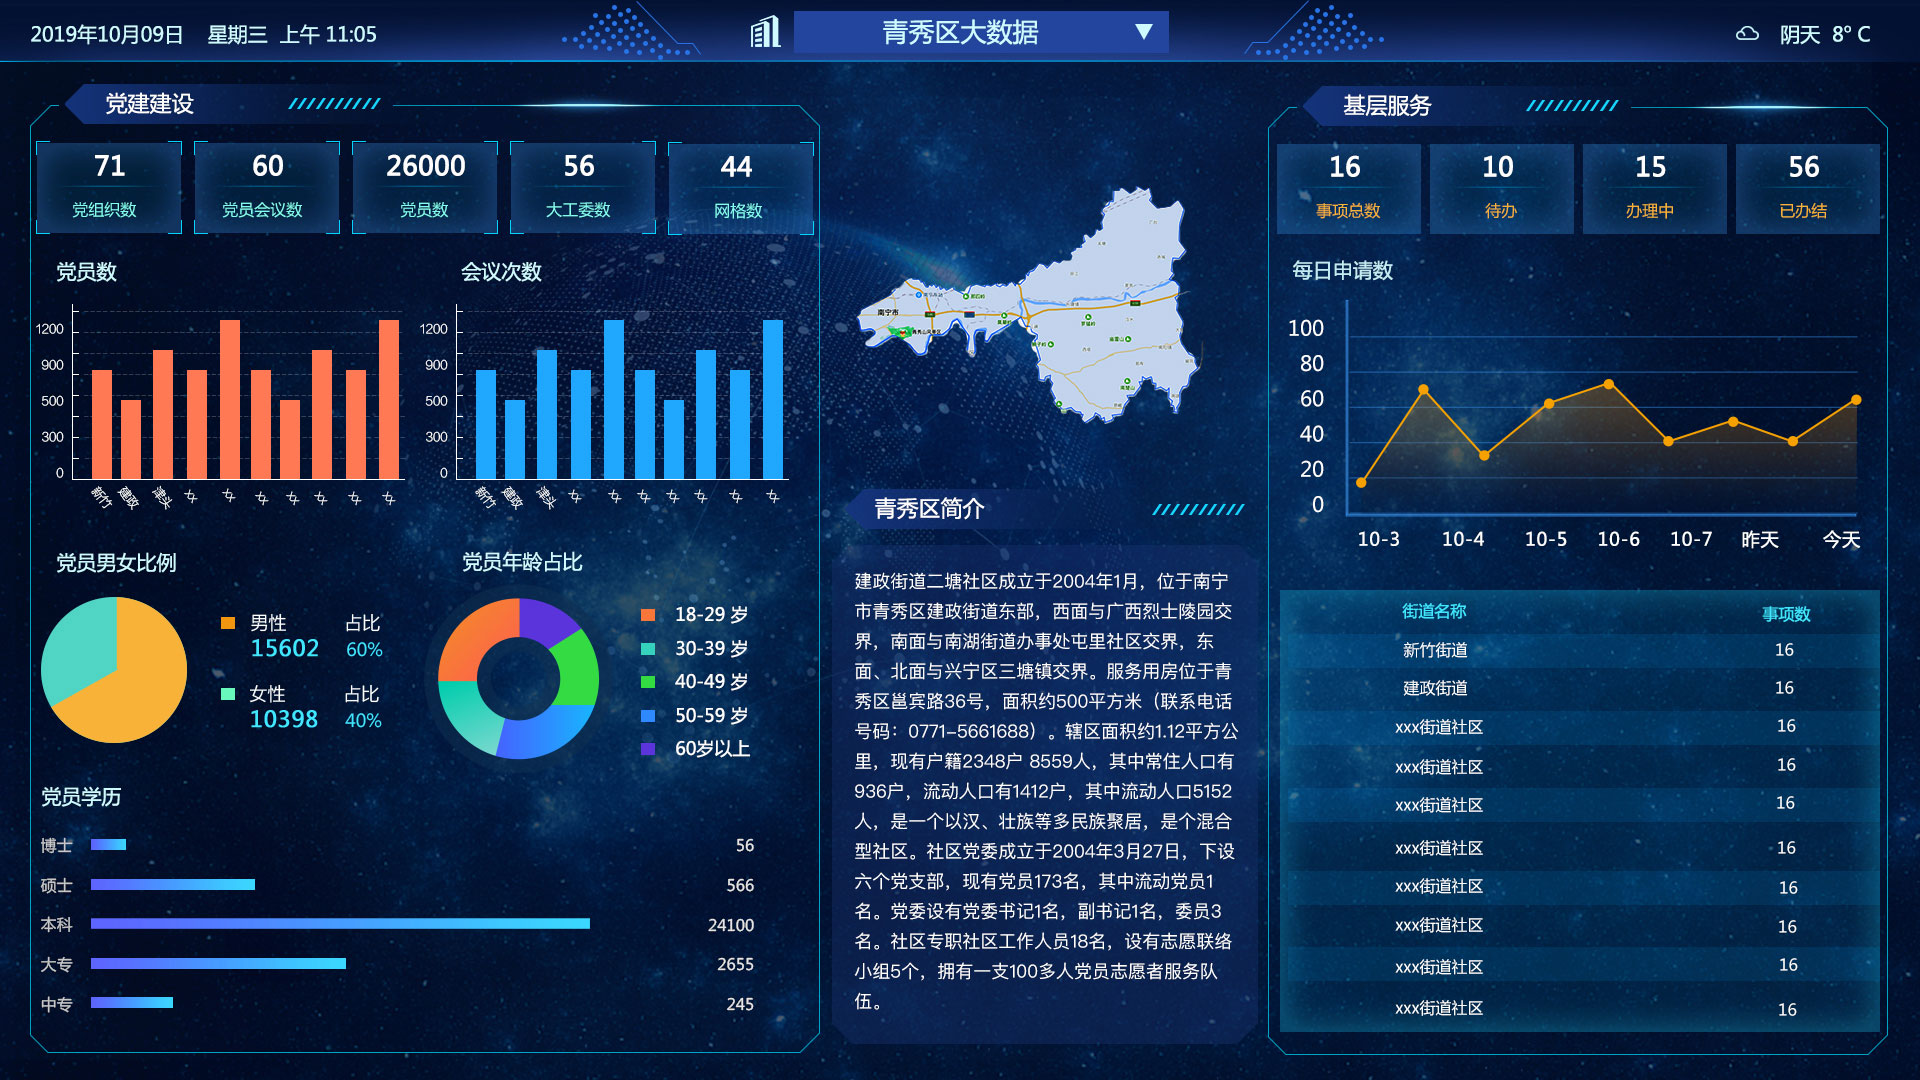 2019年10月09日 星期三 上午 11:05
青秀区大数据
阴天 8° C
党建建设
71
党组织数
60
党员会议数
26000
党员数
56
大工委数
44
网格数
党员数
1200
900
500
300
0
新竹 建政 津头 xx xx xx xx xx xx xx
会议次数
1200
900
500
300
0
新竹 建政 津头 xx xx xx xx xx xx xx
党员男女比例
男性 占比
15602 60%
女性 占比
10398 40%
党员年龄占比
18-29 岁
30-39 岁
40-49 岁
50-59 岁
60岁以上
党员学历
博士 56
硕士 566
本科 24100
大专 2655
中专 245
南宁市
青秀区简介
建政街道二塘社区成立于2004年1月，位于南宁
市青秀区建政街道东部，西面与广西烈士陵园交
界，南面与南湖街道办事处屯里社区交界，东
面、北面与兴宁区三塘镇交界。服务用房位于青
秀区邕宾路36号，面积约500平方米（联系电话
号码：0771-5661688）。辖区面积约1.12平方公
里，现有户籍2348户 8559人，其中常住人口有
936户，流动人口有1412户，其中流动人口5152
人，是一个以汉、壮族等多民族聚居，是个混合
型社区。社区党委成立于2004年3月27日，下设
六个党支部，现有党员173名，其中流动党员1
名。党委设有党委书记1名，副书记1名，委员3
名。社区专职社区工作人员18名，设有志愿联络
小组5个，拥有一支100多人党员志愿者服务队
伍。
基层服务
16
事项总数
10
待办
15
办理中
56
已办结
每日申请数
100
80
60
40
20
0
10-3 10-4 10-5 10-6 10-7 昨天 今天
街道名称 事项数
新竹街道 16
建政街道 16
xxx街道社区 16
xxx街道社区 16
xxx街道社区 16
xxx街道社区 16
xxx街道社区 16
xxx街道社区 16
xxx街道社区 16
xxx街道社区 16